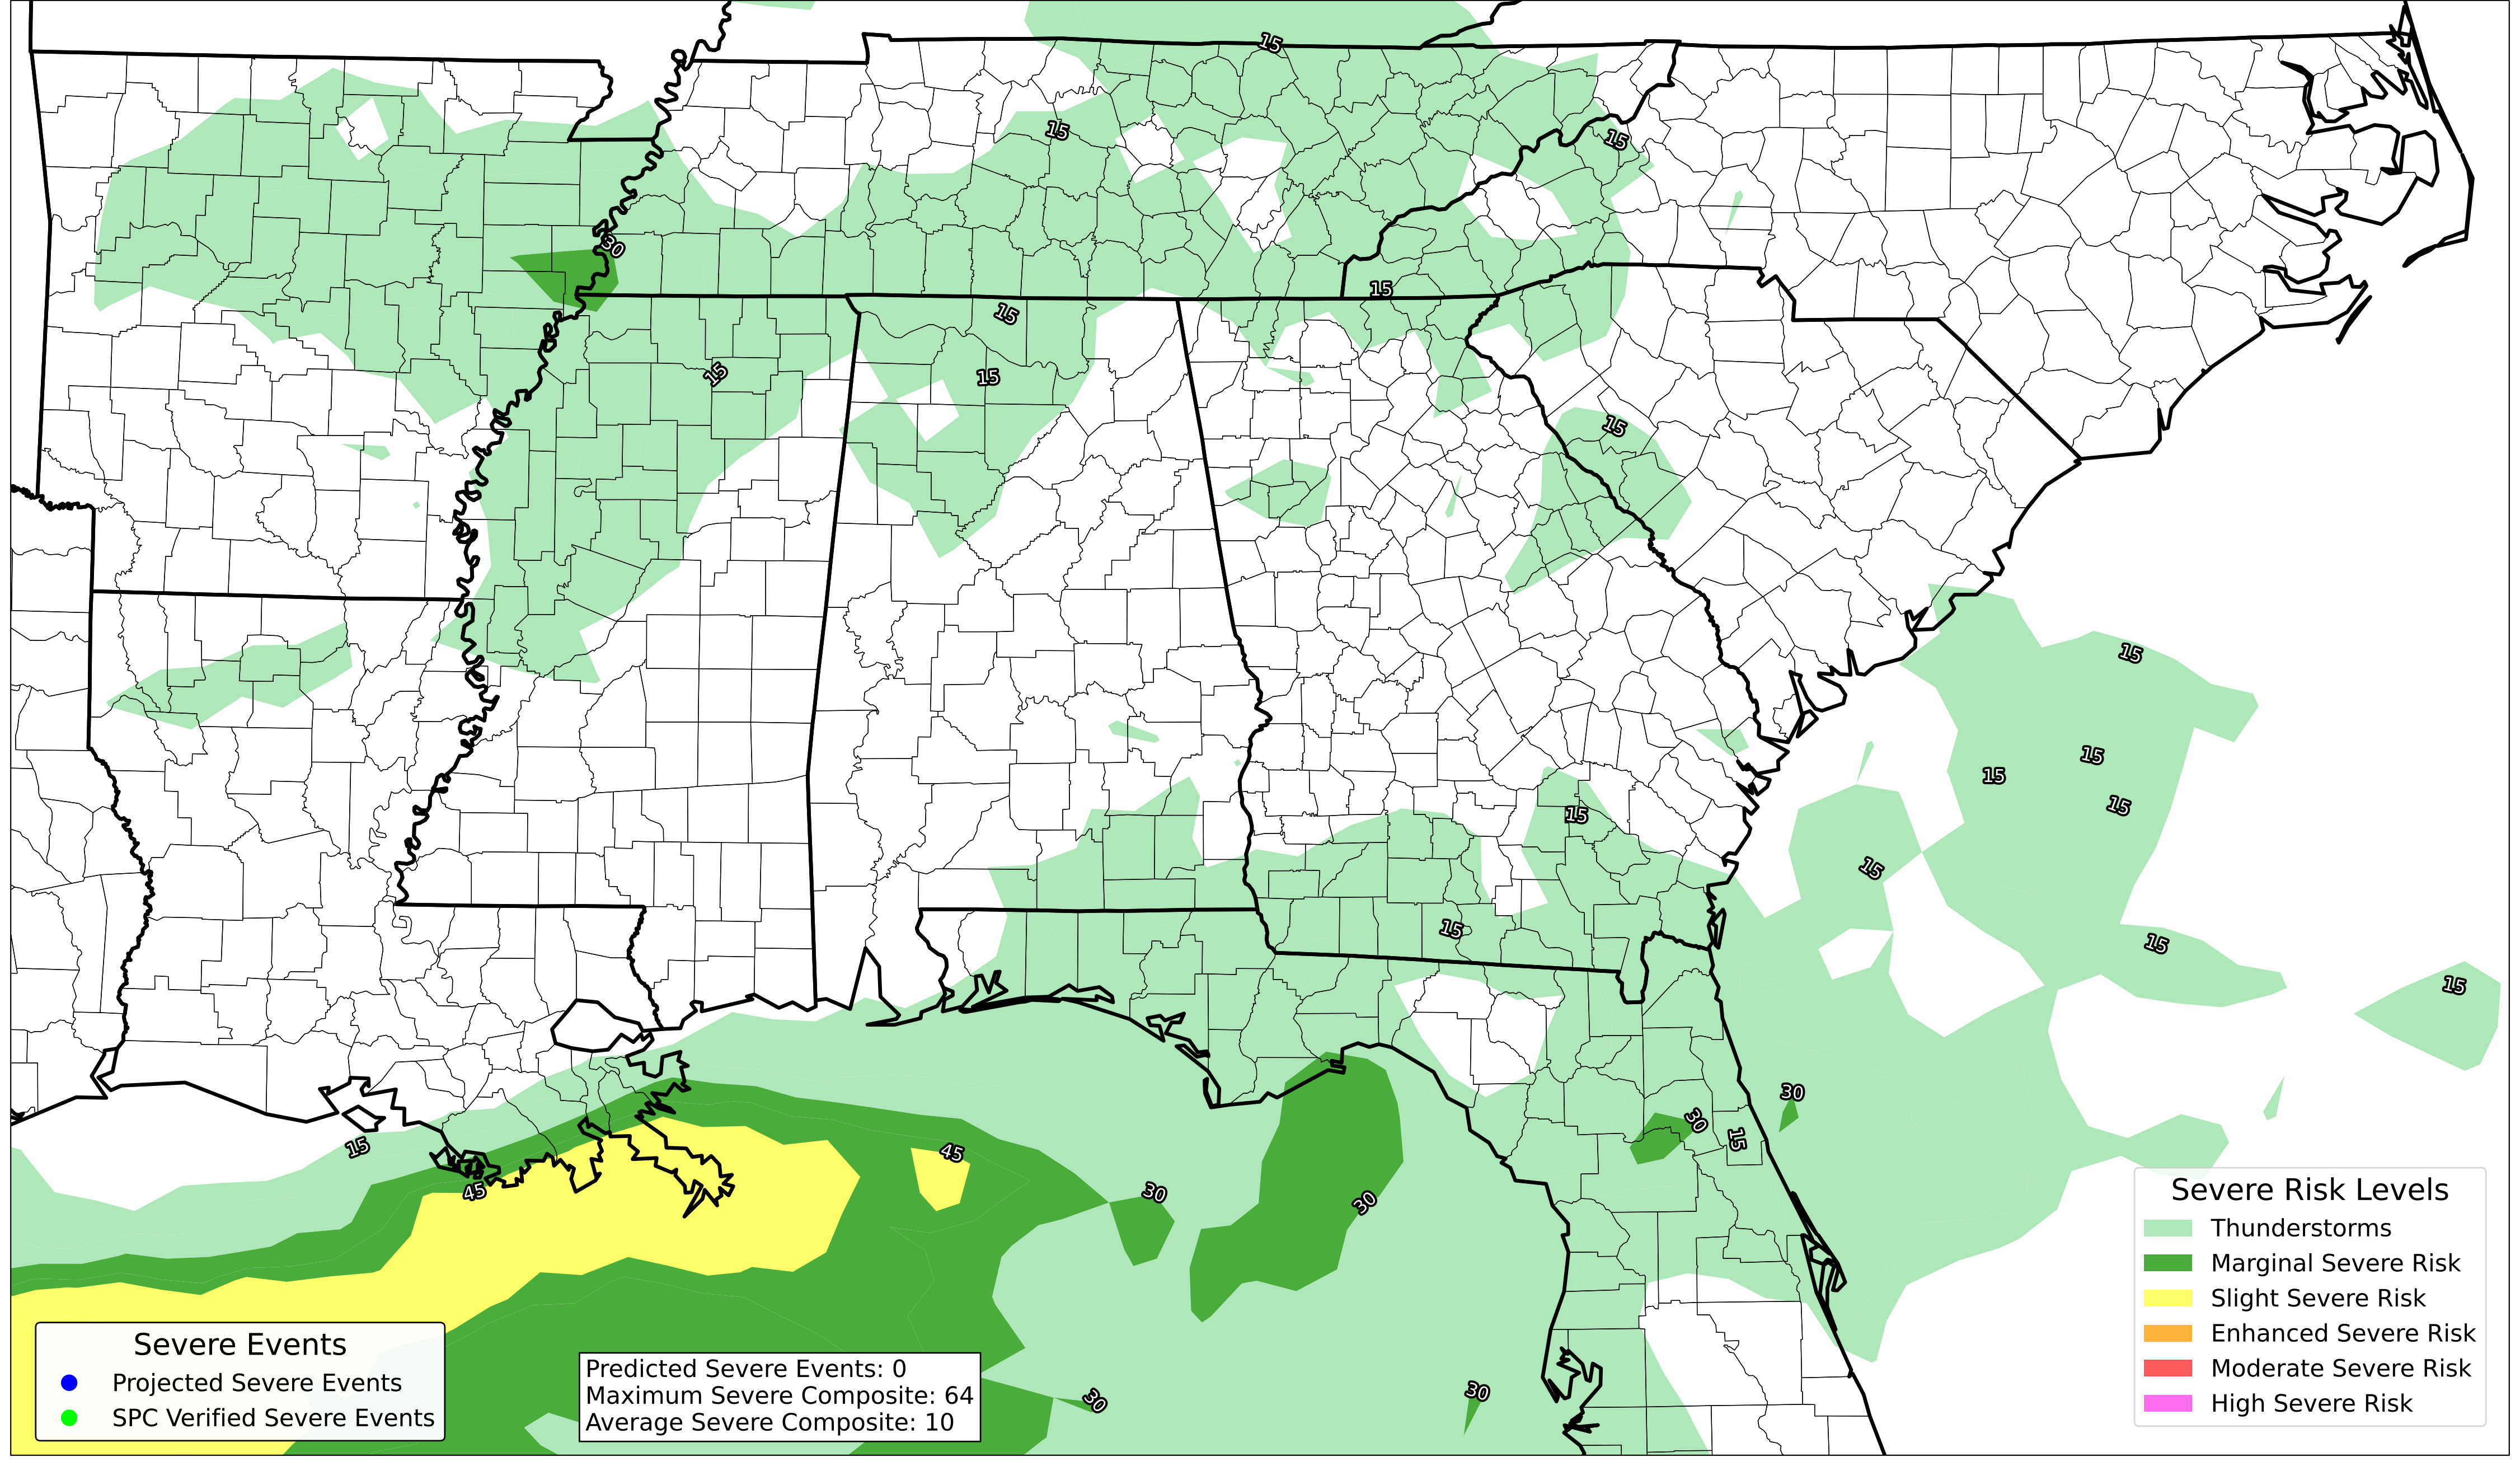 15
15
15
30
15
15
15
15
15
15
15
15
15
15
15
15
15
15
30
30
15
15
45
45
30
30
30
30
Severe Risk Levels
Thunderstorms
Marginal Severe Risk
Slight Severe Risk
Enhanced Severe Risk
Moderate Severe Risk
High Severe Risk
Severe Events
Projected Severe Events
SPC Verified Severe Events
Predicted Severe Events: 0
Maximum Severe Composite: 64
Average Severe Composite: 10